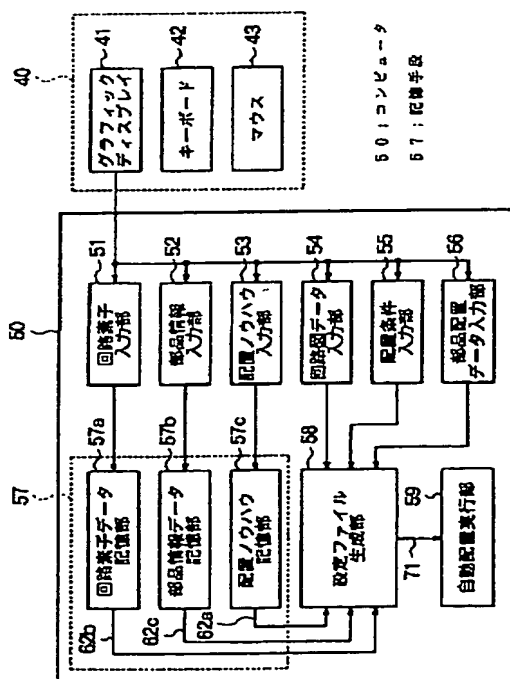 40
グラフィック
ディスプレイ
41
キーボード
42
マウス
43
50：コンピュータ
57：記憶手段
50
回路素子
入力部
51
部品情報
入力部
52
配置ノウハウ
入力部
53
回路図データ
入力部
54
配置条件
入力部
55
部品配置
データ入力部
56
57
回路素子データ
記憶部
57a
部品情報データ
記憶部
57b
配置ノウハウ
記憶部
57c
設定ファイル
生成部
58
自動配置実行部
59
62b
62c
62a
71